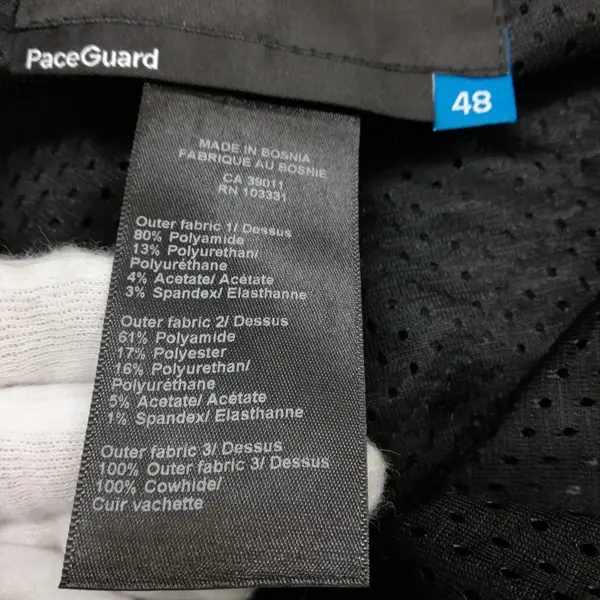 PaceGuard
48
MADE IN BOSNIA
FABRIQUE AU BOSNIE
CA 39011
RN 103331
Outer fabric 1/ Dessus
80% Polyamide
13% Polyurethan/
Polyuréthane
4% Acetate/ Acétate
3% Spandex/ Elasthanne
Outer fabric 2/ Dessus
61% Polyamide
17% Polyester
16% Polyurethan/
Polyuréthane
5% Acetate/ Acétate
1% Spandex/ Elasthanne
Outer fabric 3/ Dessus
100% Outer fabric 3/ Dessus
100% Cowhide/
Cuir vachette